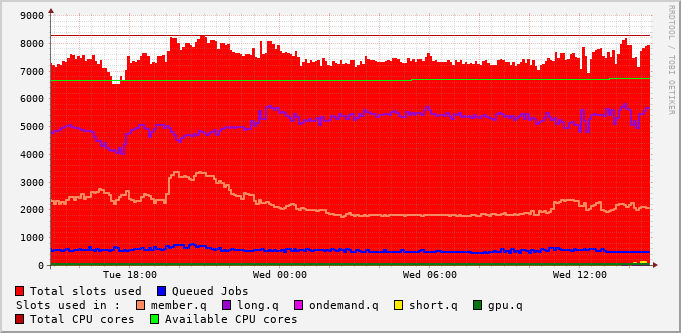 9000
8000
7000
6000
5000
4000
3000
2000
1000
0
Tue 18:00 Wed 00:00 Wed 06:00 Wed 12:00
RRDTOOL / TOBI OETIKER
Total slots used Queued Jobs
Slots used in : member.q long.q ondemand.q short.q gpu.q
Total CPU cores Available CPU cores